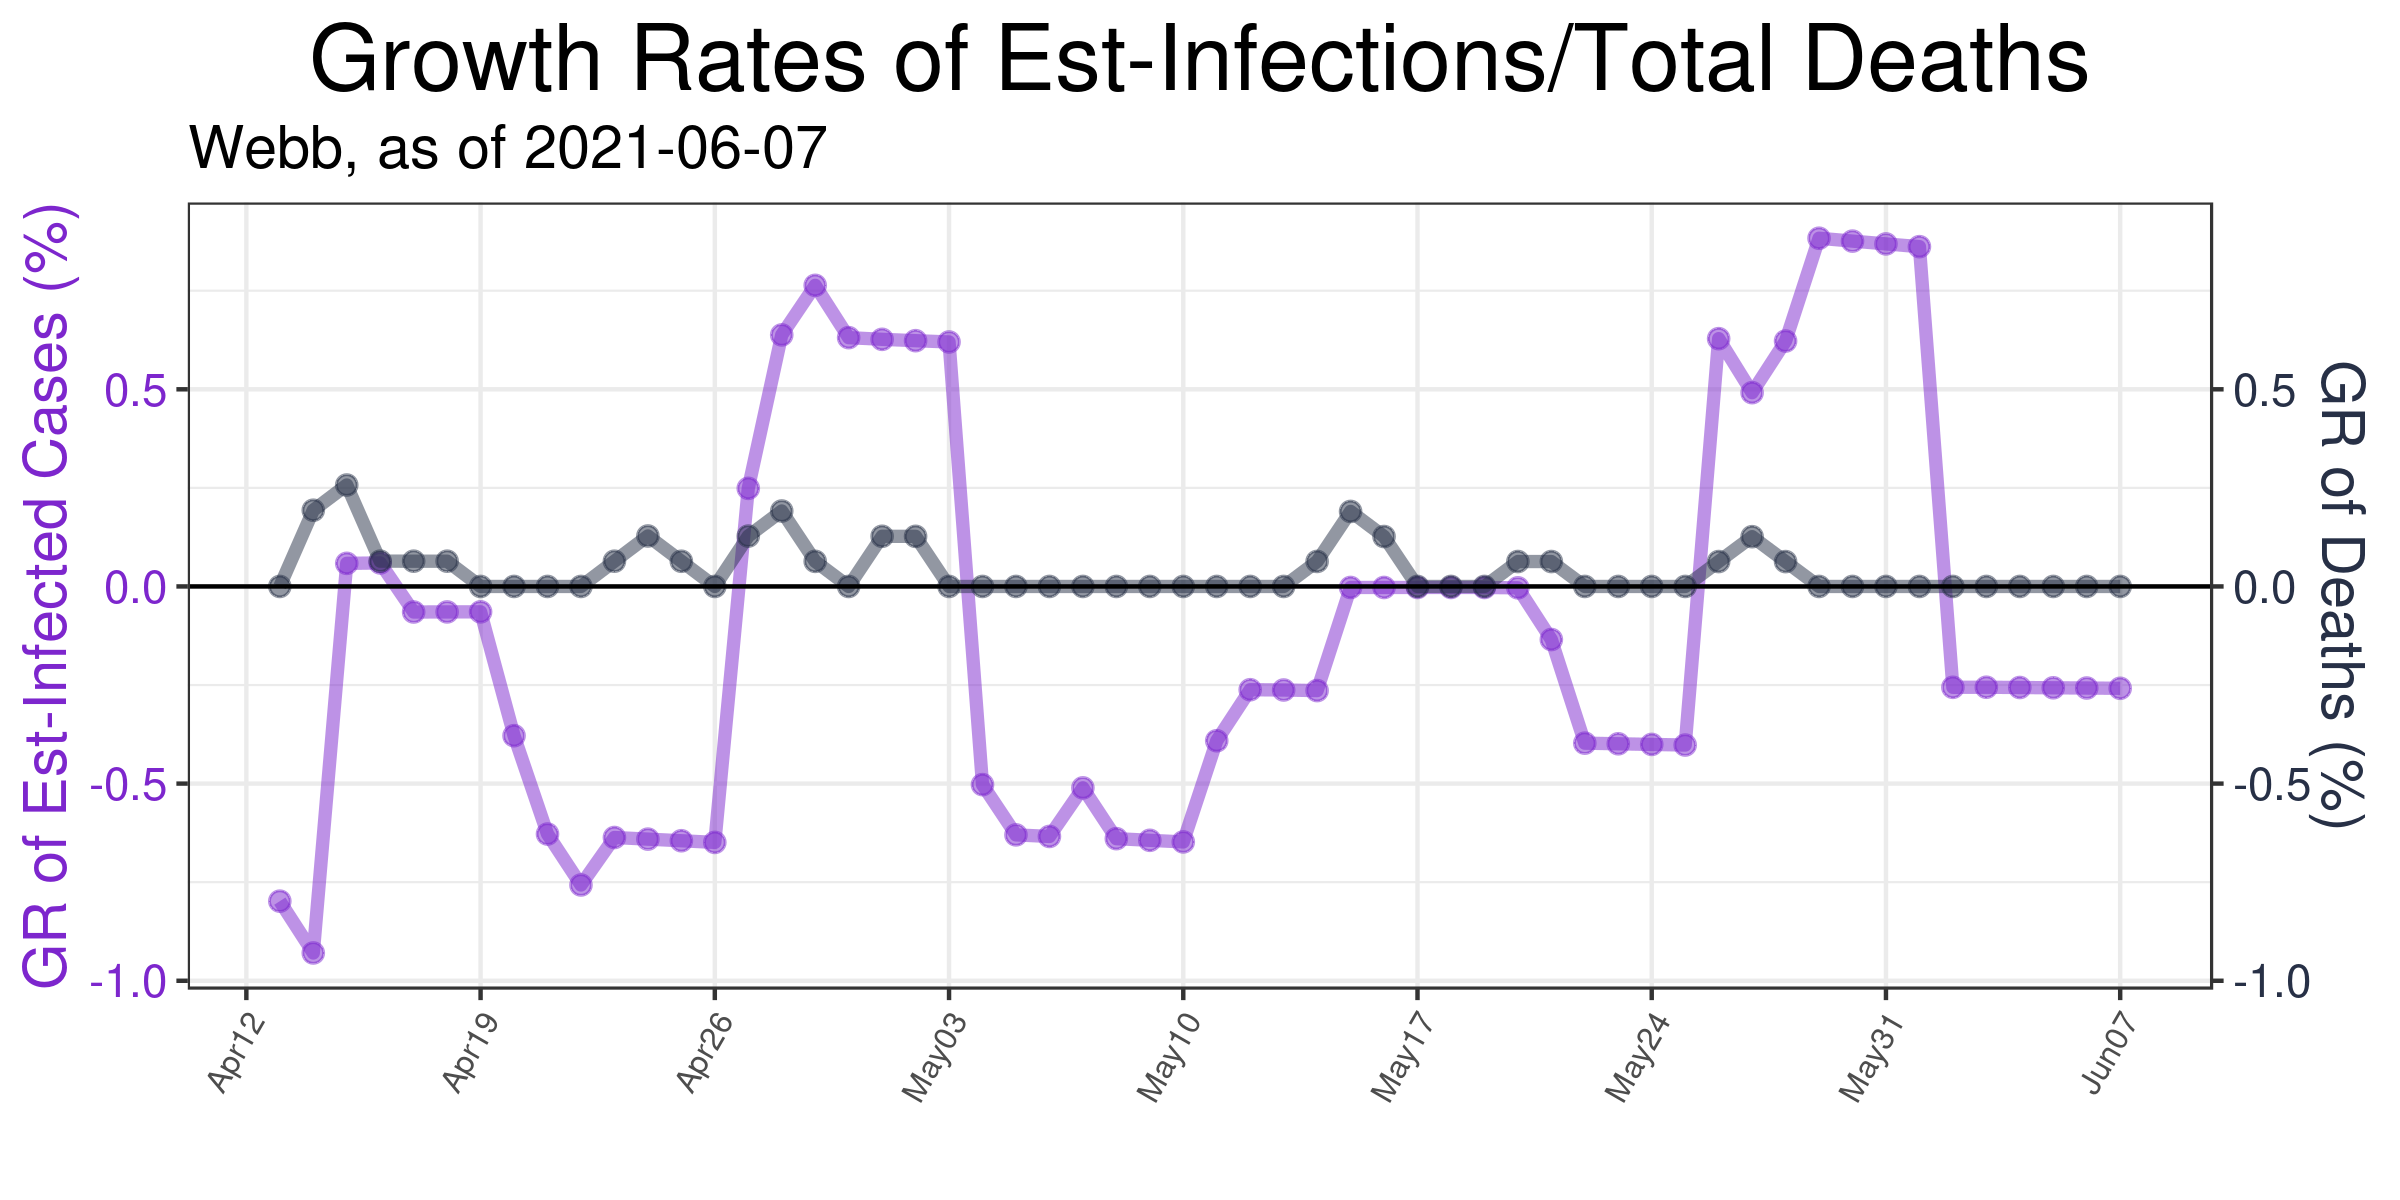 Growth Rates of Est-Infections/Total Deaths
Webb, as of 2021-06-07
GR of Est-Infected Cases (%)
0.5
0.0
-0.5
-1.0
0.5
0.0
-0.5
-1.0
GR of Deaths (%)
Apr12
Apr19
Apr26
May03
May10
May17
May24
May31
Jun07